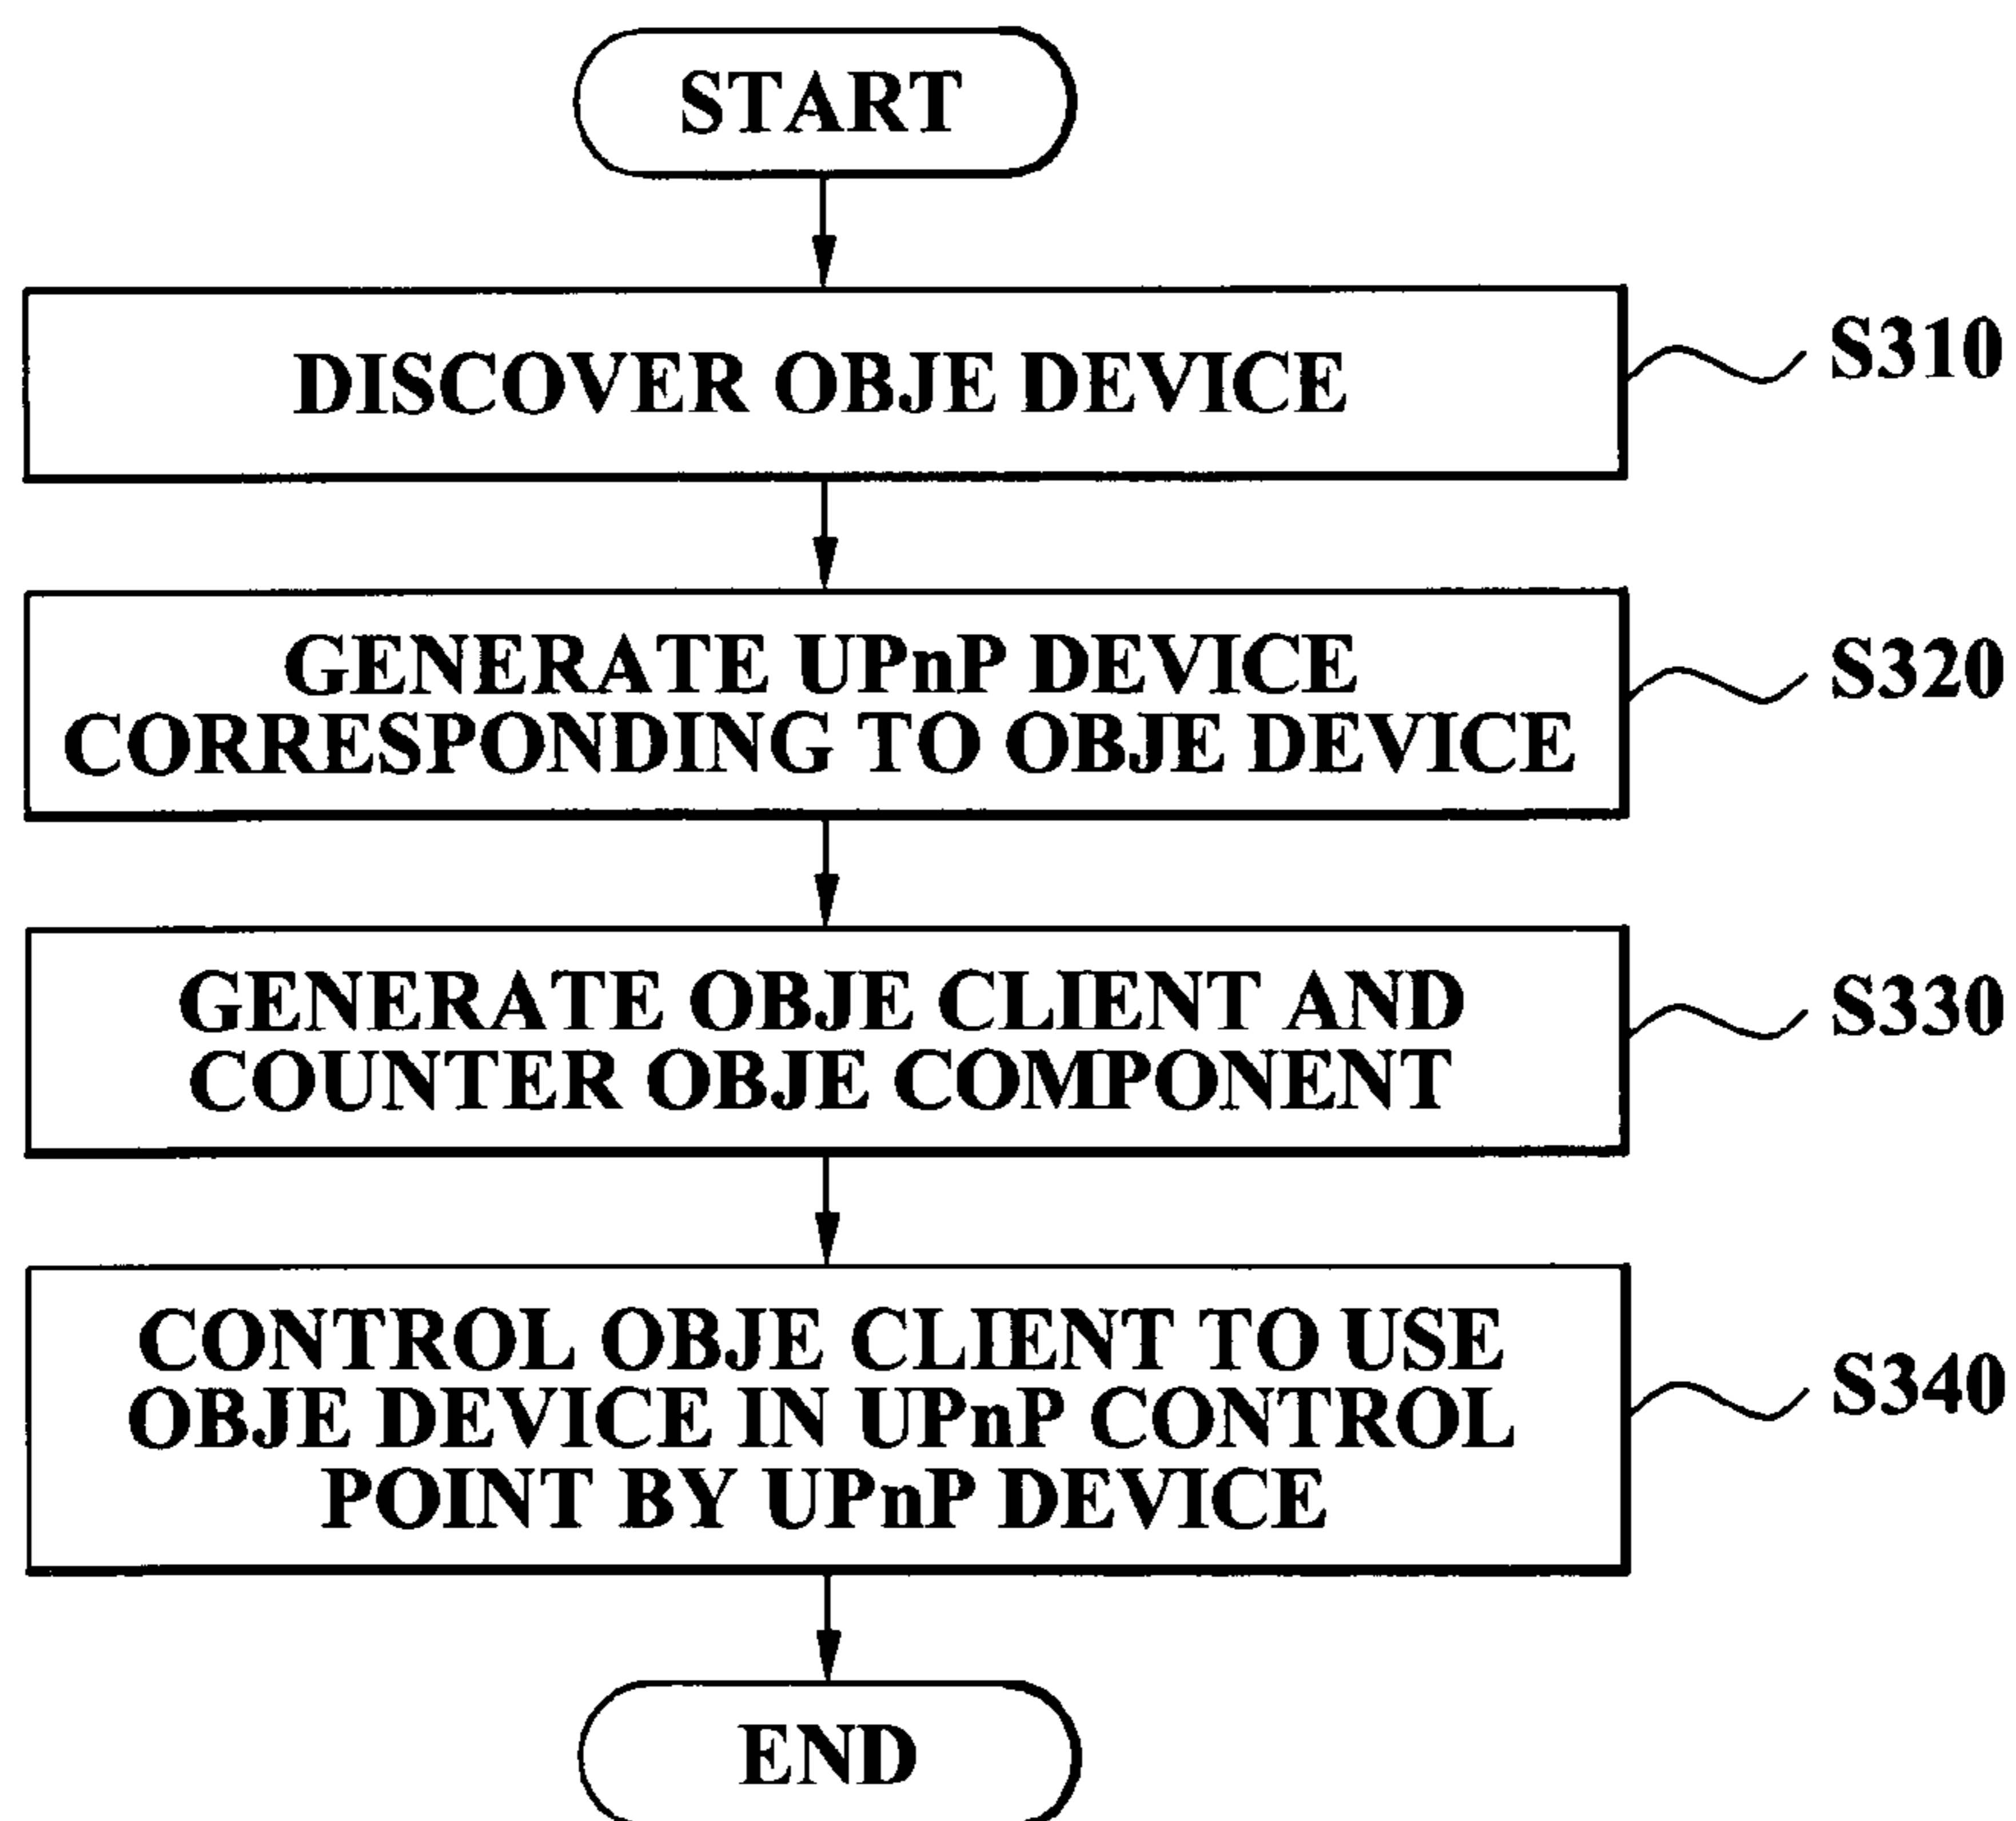 START
DISCOVER OBJE DEVICE
S310
GENERATE UPnP DEVICE
CORRESPONDING TO OBJE DEVICE
S320
GENERATE OBJE CLIENT AND
COUNTER OBJE COMPONENT
S330
CONTROL OBJE CLIENT TO USE
OBJE DEVICE IN UPnP CONTROL
POINT BY UPnP DEVICE
S340
END